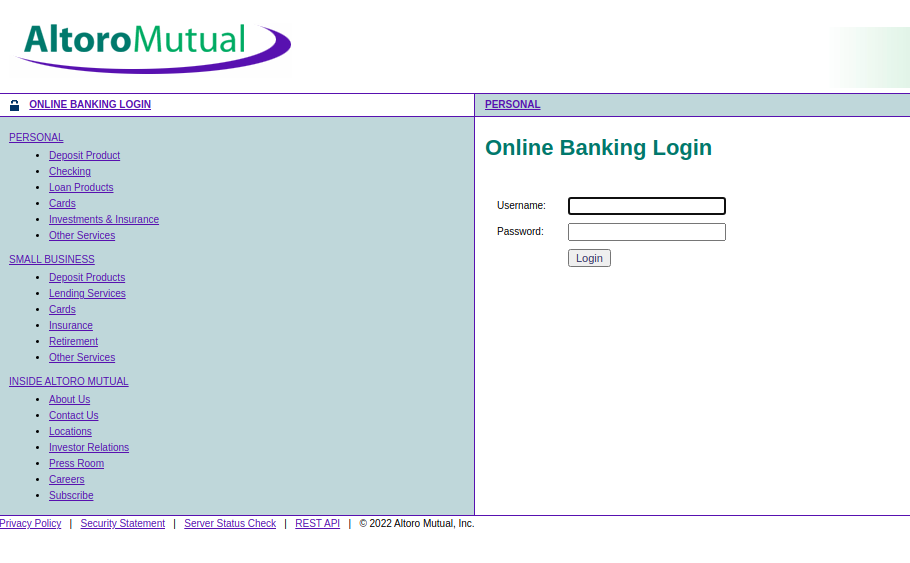 AltoroMutual
ONLINE BANKING LOGIN
PERSONAL
PERSONAL
Deposit Product
Checking
Loan Products
Cards
Investments & Insurance
Other Services
SMALL BUSINESS
Deposit Products
Lending Services
Cards
Insurance
Retirement
Other Services
INSIDE ALTORO MUTUAL
About Us
Contact Us
Locations
Investor Relations
Press Room
Careers
Subscribe
Online Banking Login
Username:
Password:
Login
Privacy Policy | Security Statement | Server Status Check | REST API | © 2022 Altoro Mutual, Inc.